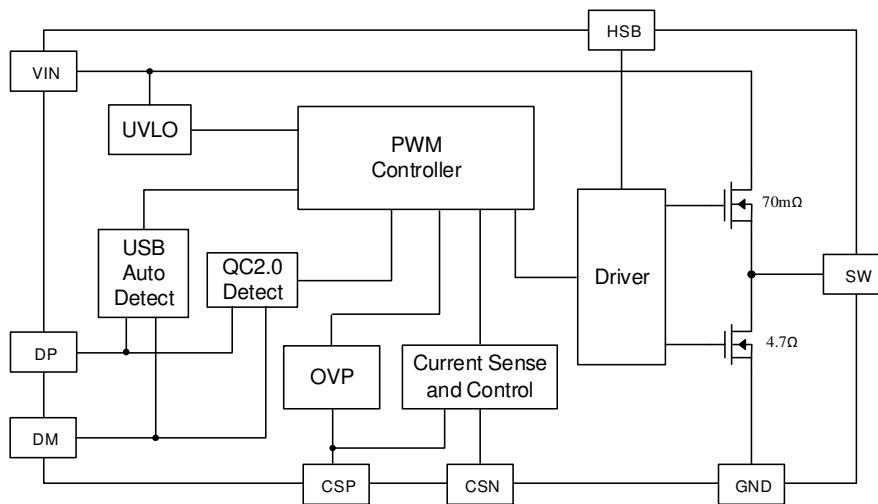 HSB
VIN
UVLO
PWM
Controller
70mΩ
USB
Auto
Detect
QC2.0
Detect
Driver
SW
DP
OVP
Current Sense
and Control
4.7Ω
DM
CSP
CSN
GND